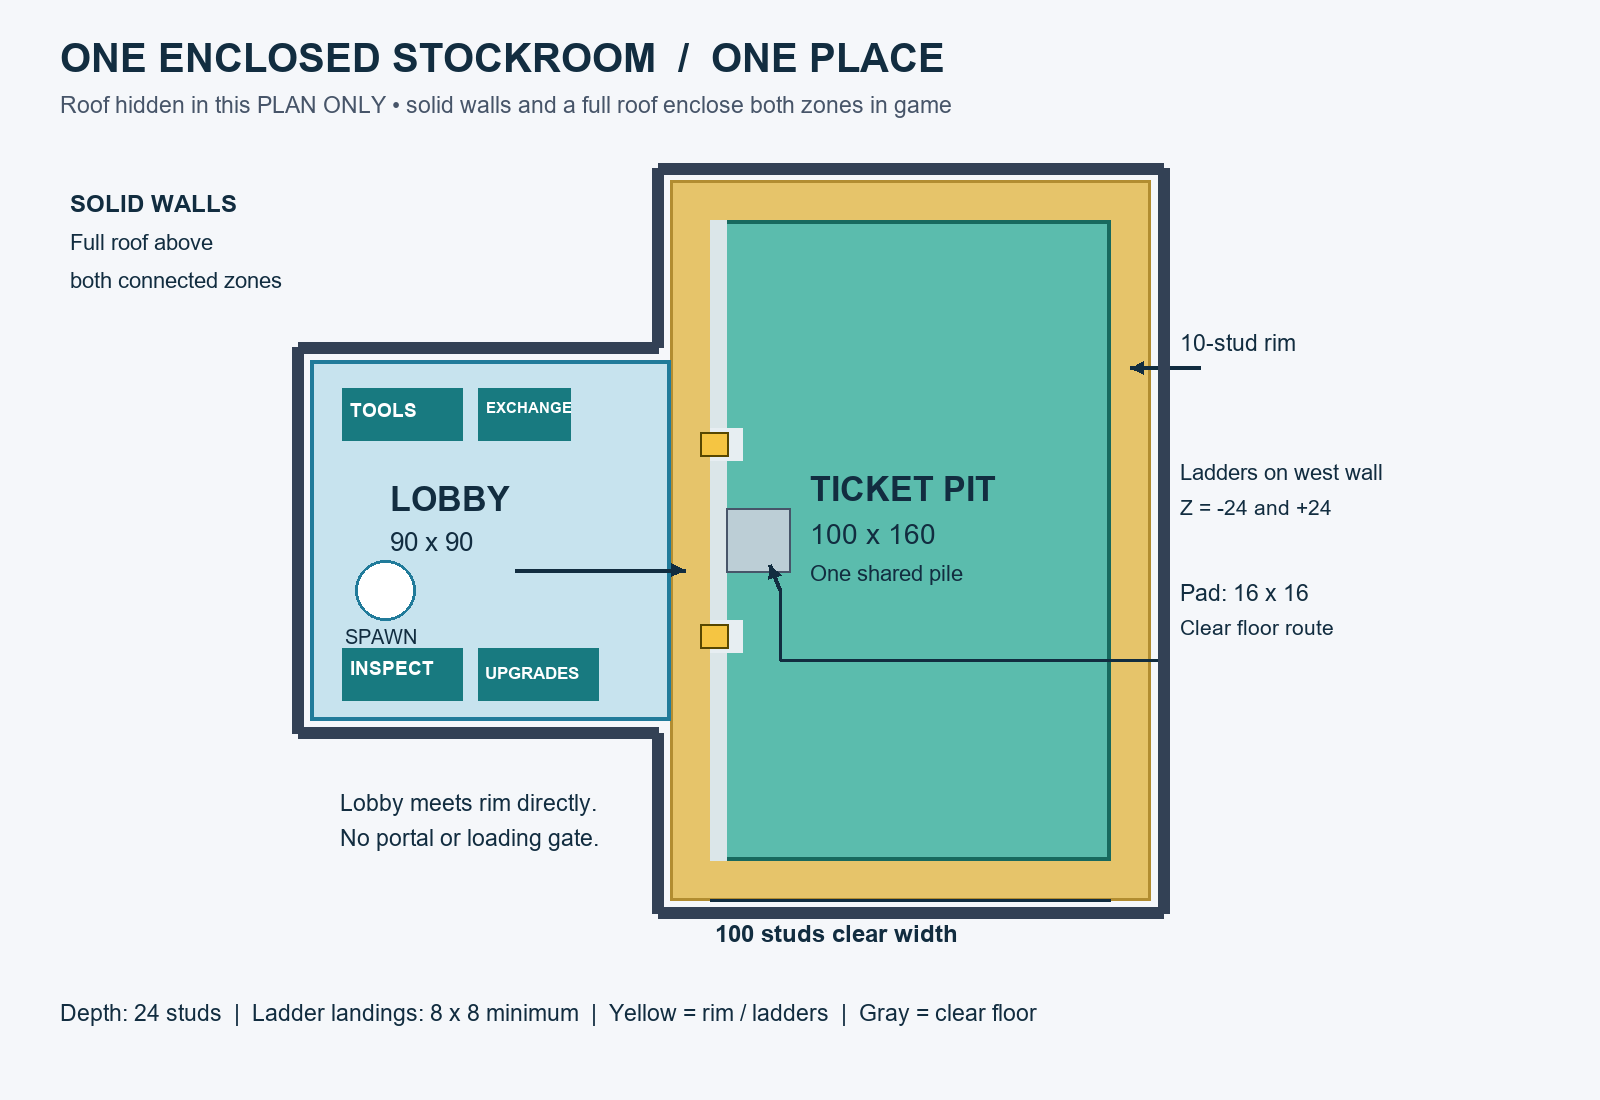 ONE ENCLOSED STOCKROOM / ONE PLACE
Roof hidden in this PLAN ONLY • solid walls and a full roof enclose both zones in game
SOLID WALLS
Full roof above
both connected zones
10-stud rim
TOOLS
EXCHANGE
LOBBY
90 x 90
SPAWN
INSPECT
UPGRADES
TICKET PIT
100 x 160
One shared pile
Ladders on west wall
Z = -24 and +24
Pad: 16 x 16
Clear floor route
Lobby meets rim directly.
No portal or loading gate.
100 studs clear width
Depth: 24 studs | Ladder landings: 8 x 8 minimum | Yellow = rim / ladders | Gray = clear floor